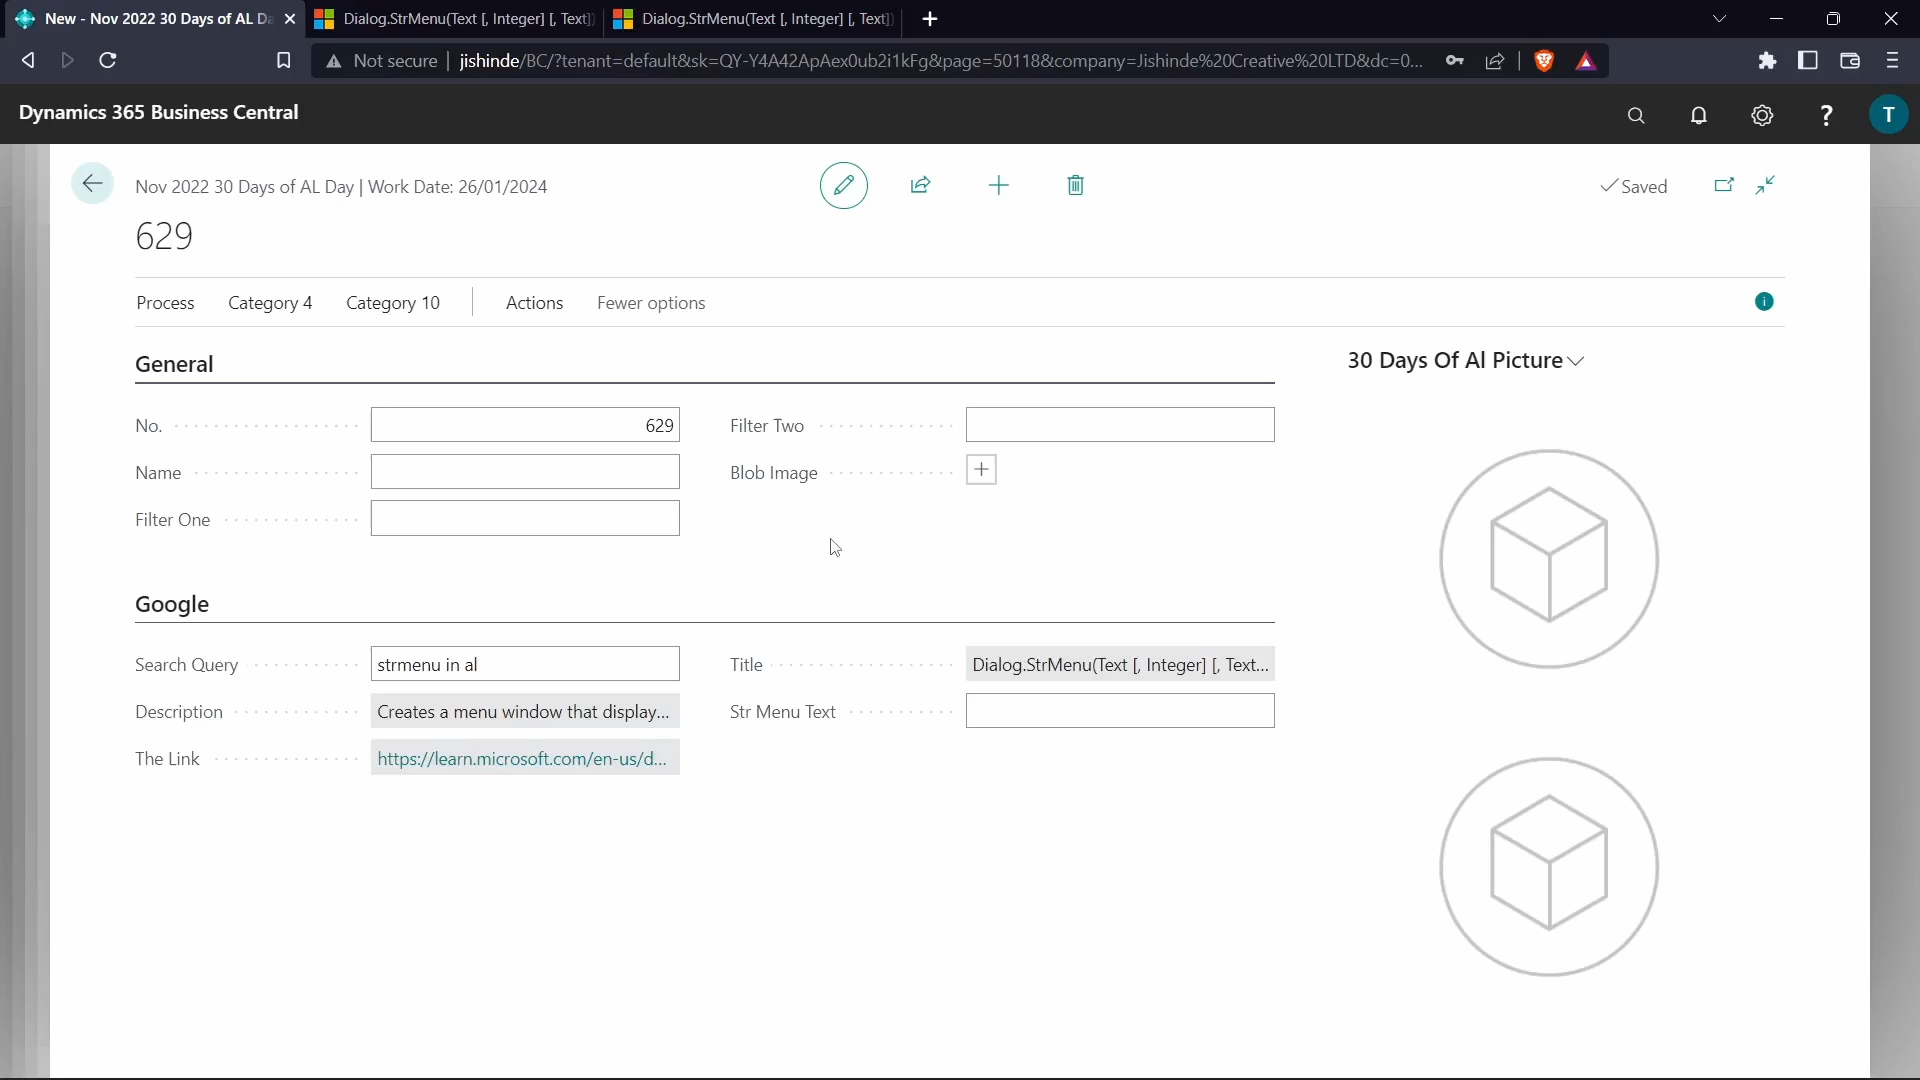 New - Nov 2022 30 Days of AL Da
Dialog.StrMenu(Text [, Integer] [, Text])
Dialog.StrMenu(Text [, Integer] [, Text])
Not secure
jishinde/BC/?tenant=default&sk=QY-Y4A42ApAex0ub2i1kFg&page=50118&company=Jishinde%20Creative%20LTD&dc=0...
Dynamics 365 Business Central
?
T
Nov 2022 30 Days of AL Day | Work Date: 26/01/2024
Saved
629
Process
Category 4
Category 10
Actions
Fewer options
General
30 Days Of Al Picture
No.
629
Filter Two
Name
Blob Image
Filter One
Google
Search Query
strmenu in al
Title
Dialog.StrMenu(Text [, Integer] [, Text...
Description
Creates a menu window that display...
Str Menu Text
The Link
https://learn.microsoft.com/en-us/d...